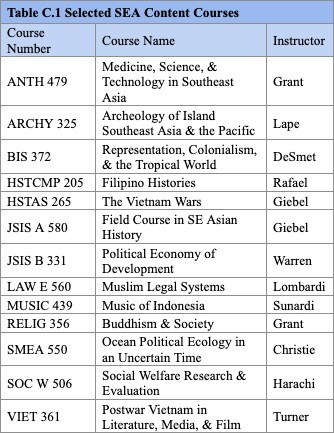 Table C.1 Selected SEA Content Courses
Course Number Course Name Instructor
ANTH 479 Medicine, Science, & Technology in Southeast Asia Grant
ARCHY 325 Archeology of Island Southeast Asia & the Pacific Lape
BIS 372 Representation, Colonialism, & the Tropical World DeSmet
HSTCMP 205 Filipino Histories Rafael
HSTAS 265 The Vietnam Wars Giebel
JSIS A 580 Field Course in SE Asian History Giebel
JSIS B 331 Political Economy of Development Warren
LAW E 560 Muslim Legal Systems Lombardi
MUSIC 439 Music of Indonesia Sunardi
RELIG 356 Buddhism & Society Grant
SMEA 550 Ocean Political Ecology in an Uncertain Time Christie
SOC W 506 Social Welfare Research & Evaluation Harachi
VIET 361 Postwar Vietnam in Literature, Media, & Film Turner